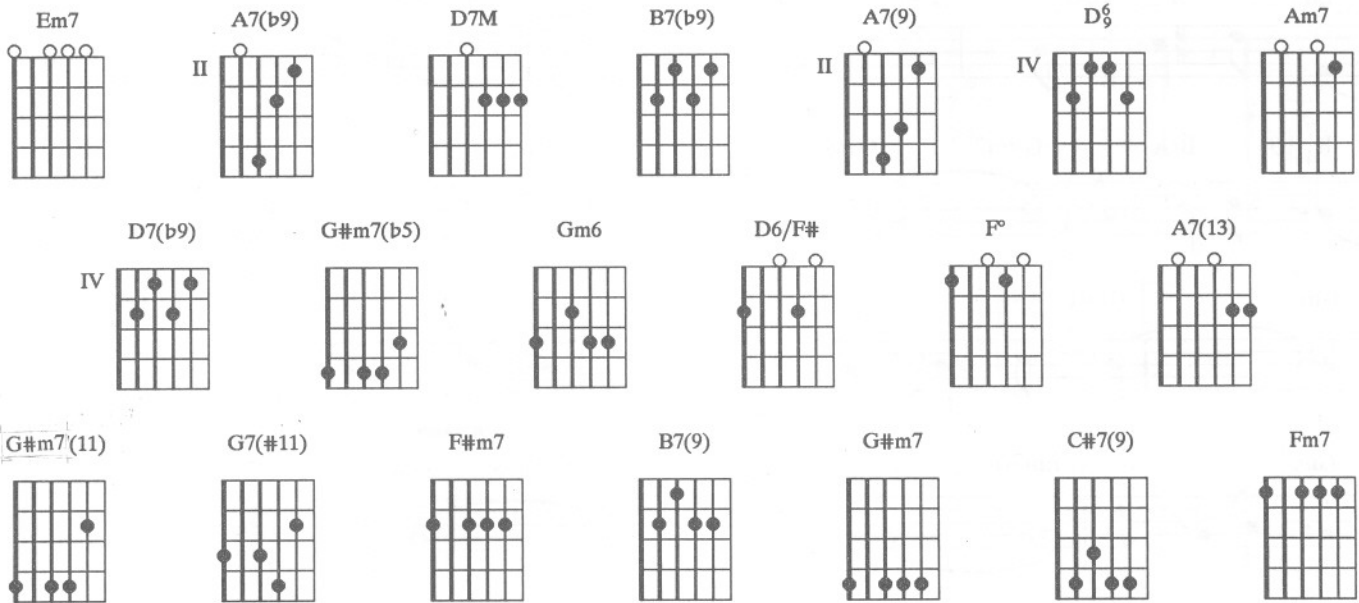 Em7 A7(b9) D7M B7(b9) A7(9) D6 9 Am7
II II IV
D7(b9) G#m7(b5) Gm6 D6/F# F° A7(13)
IV
G#m7(11) G7(#11) F#m7 B7(9) G#m7 C#7(9) Fm7